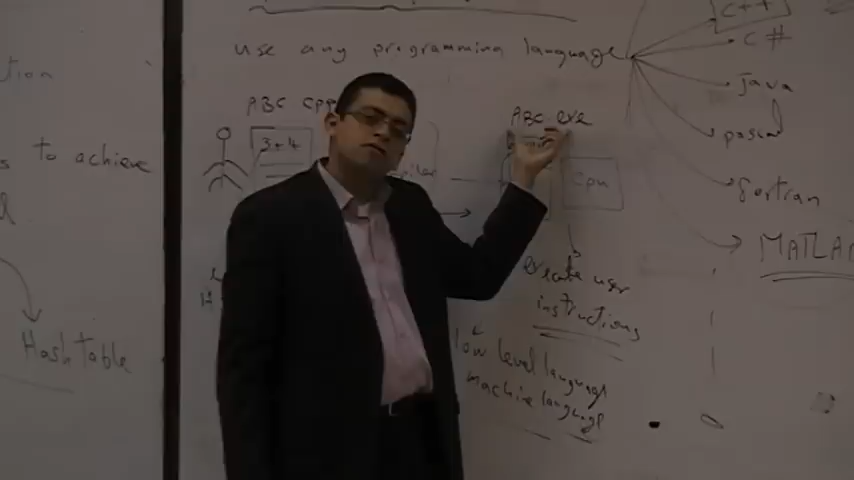 use any programming language
C++
C#
Java
pascal
fortran
MATLAB
to achieve
Hash Table
ABC cpp
3+4
ABC exe
cpu
execute user
instructions
low level language
machine language